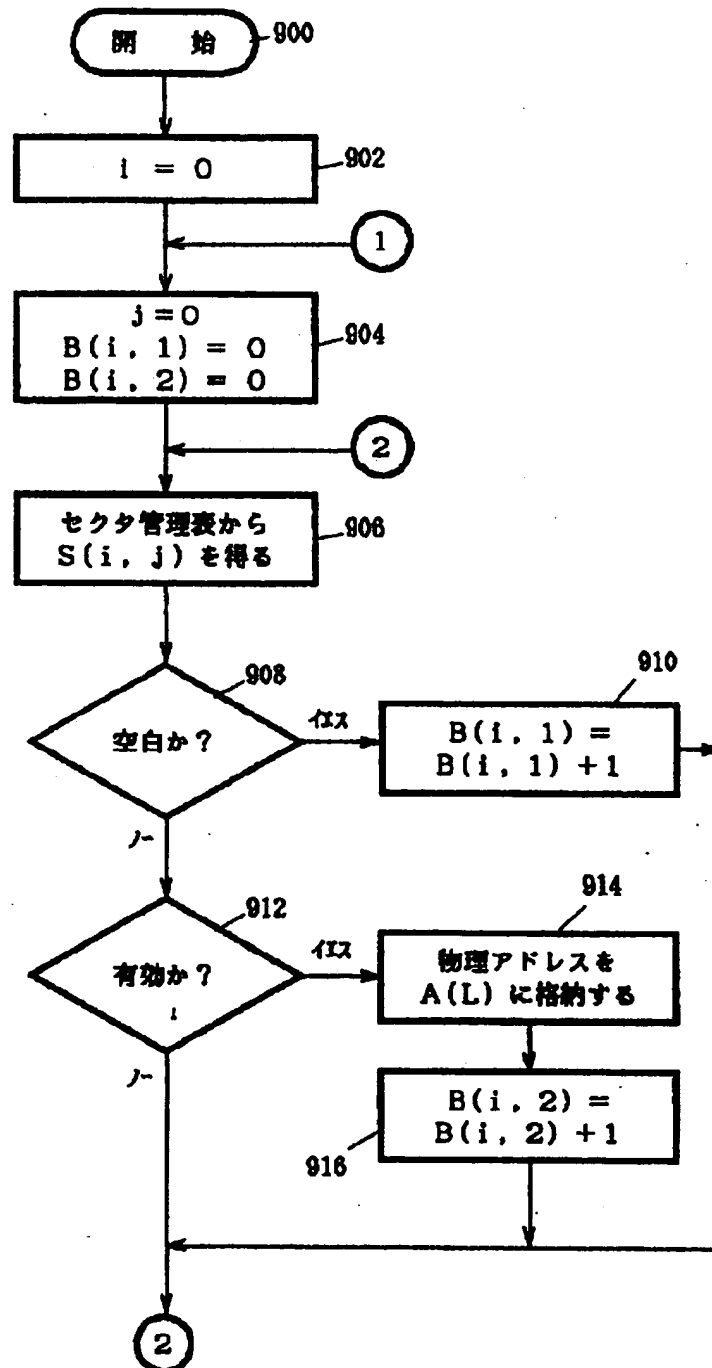 開 始
900
i = 0
902
1
j=0
B(i, 1) = 0
B(i, 2) = 0
904
2
セクタ管理表から
S(i, j)を得る
906
908
空白か?
イエス
910
B(i, 1) =
B(i, 1) +1
ノー
912
有効か?
イエス
914
物理アドレスを
A(L)に格納する
ノー
B(i, 2) =
B(i, 2) +1
916
2